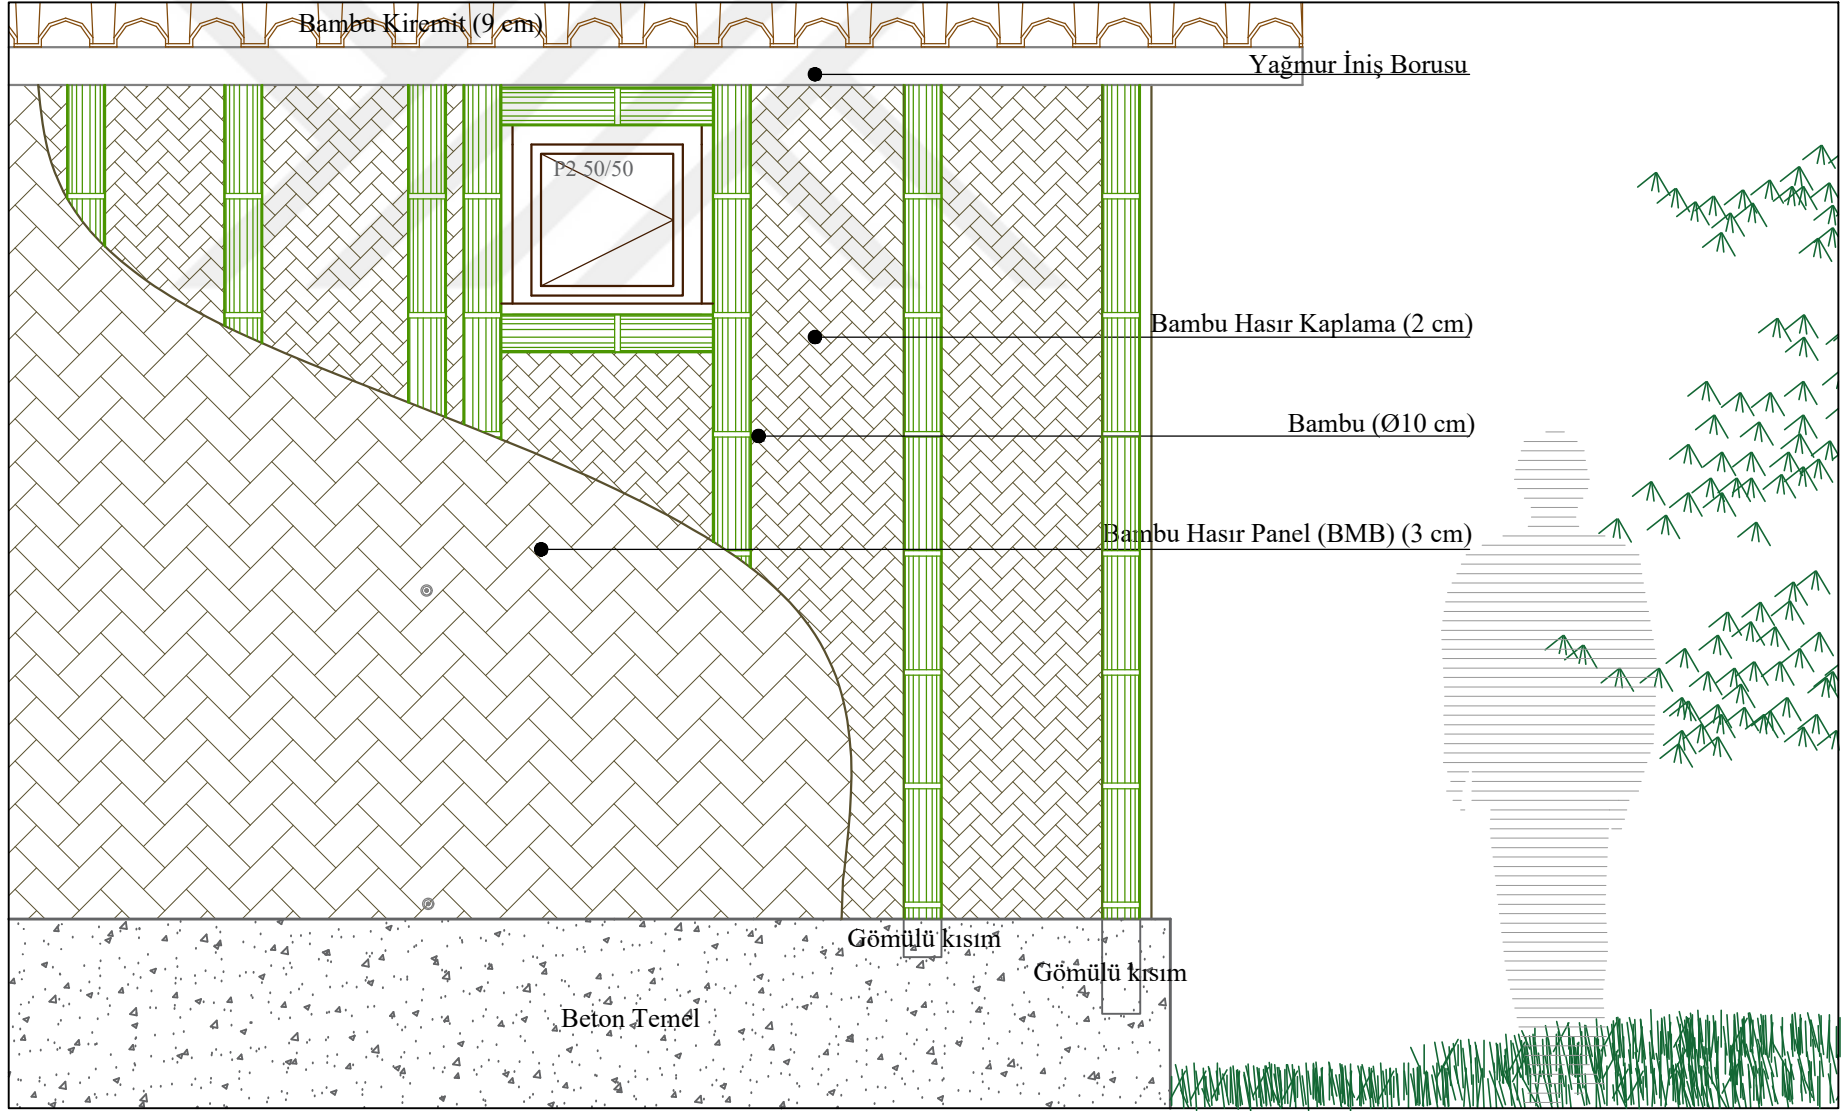 Bambu Kiremit (9 cm)
Yağmur İniş Borusu
P2 50/50
Bambu Hasır Kaplama (2 cm)
Bambu (Ø10 cm)
Bambu Hasır Panel (BMB) (3 cm)
Gömülü kısım
Gömülü kısım
Beton Temel